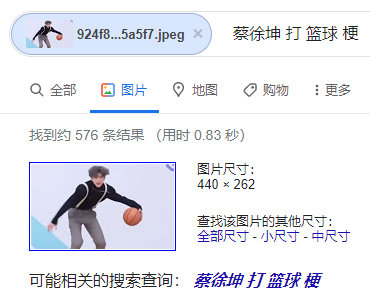 924f8...5a5f7.jpeg × 蔡徐坤 打 篮球 梗
全部 图片 地图 购物 更多
找到约 576 条结果 （用时 0.83 秒）
图片尺寸：
440 × 262
查找该图片的其他尺寸：
全部尺寸 - 小尺寸 - 中尺寸
可能相关的搜索查询： 蔡徐坤 打 篮球 梗